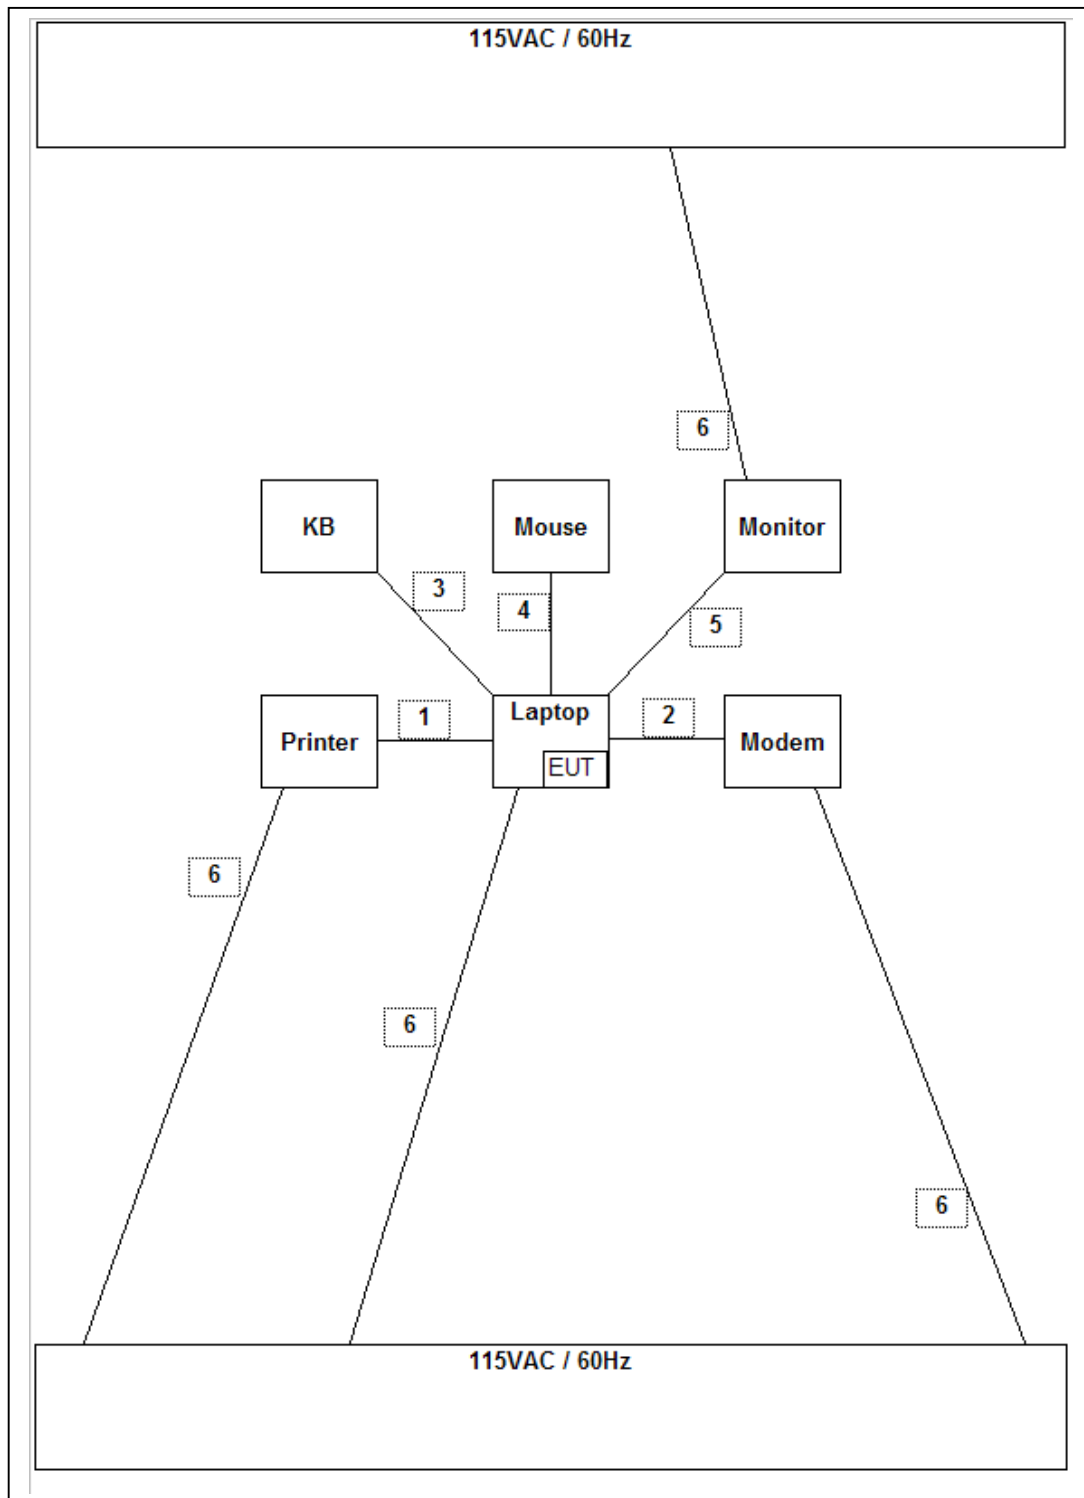 115VAC / 60Hz
6
KB
Mouse
Monitor
3
4
5
Printer
1
Laptop
EUT
2
Modem
6
6
6
115VAC / 60Hz